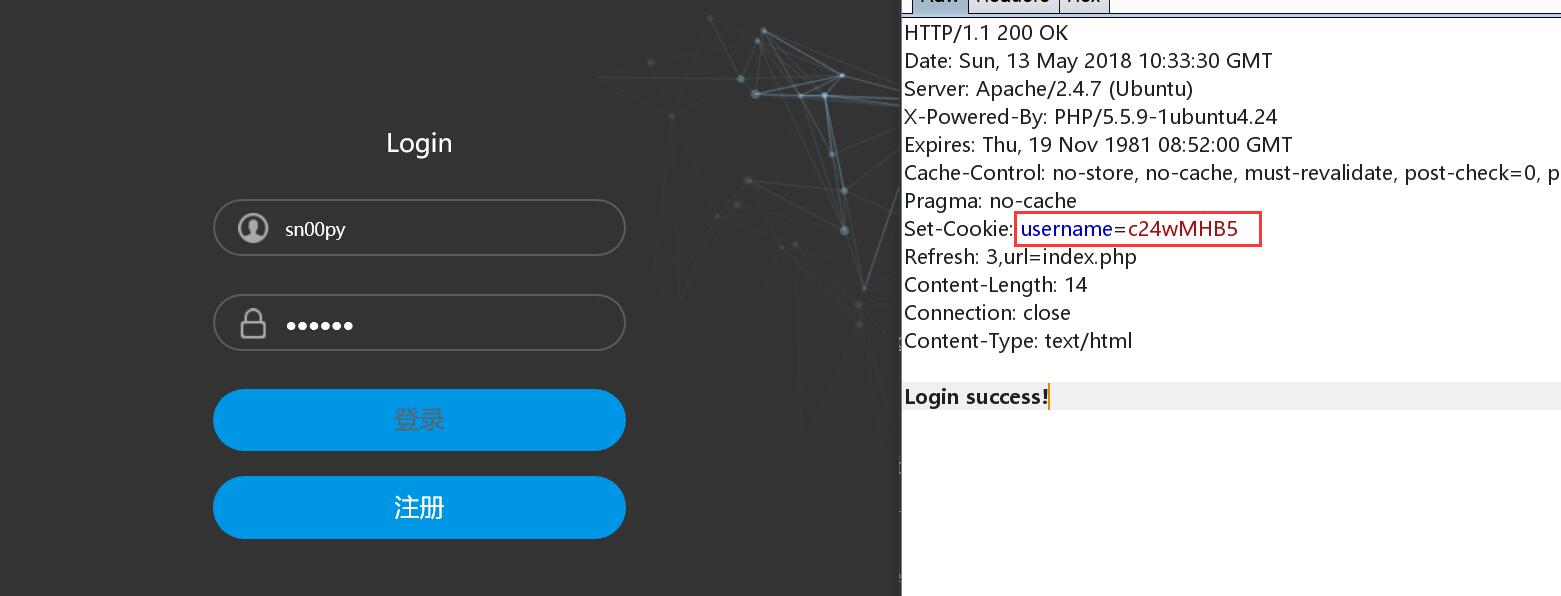 Login
sn00py
登录
注册
Raw Headers Hex
HTTP/1.1 200 OK
Date: Sun, 13 May 2018 10:33:30 GMT
Server: Apache/2.4.7 (Ubuntu)
X-Powered-By: PHP/5.5.9-1ubuntu4.24
Expires: Thu, 19 Nov 1981 08:52:00 GMT
Cache-Control: no-store, no-cache, must-revalidate, post-check=0, p
Pragma: no-cache
Set-Cookie: username=c24wMHB5
Refresh: 3,url=index.php
Content-Length: 14
Connection: close
Content-Type: text/html
Login success!